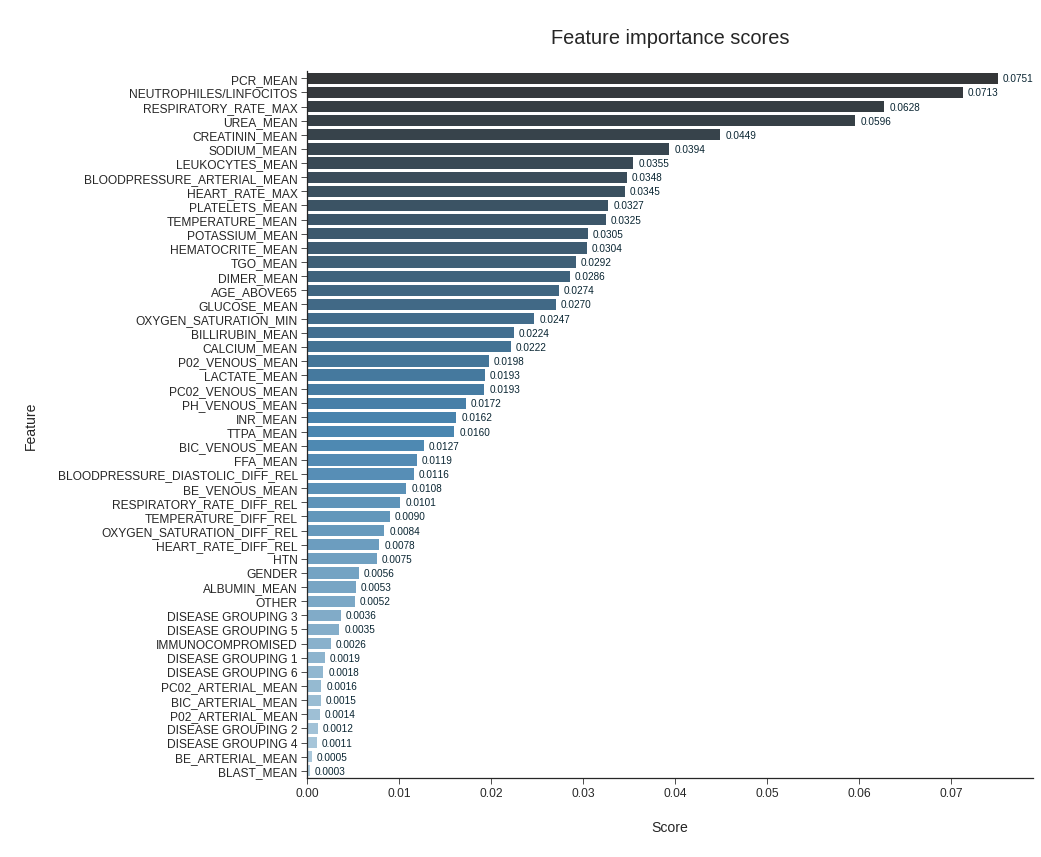 Feature importance scores
PCR_MEAN 0.0751
NEUTROPHILES/LINFOCITOS 0.0713
RESPIRATORY_RATE_MAX 0.0628
UREA_MEAN 0.0596
CREATININ_MEAN 0.0449
SODIUM_MEAN 0.0394
LEUKOCYTES_MEAN 0.0355
BLOODPRESSURE_ARTERIAL_MEAN 0.0348
HEART_RATE_MAX 0.0345
PLATELETS_MEAN 0.0327
TEMPERATURE_MEAN 0.0325
POTASSIUM_MEAN 0.0305
HEMATOCRITE_MEAN 0.0304
TGO_MEAN 0.0292
DIMER_MEAN 0.0286
AGE_ABOVE65 0.0274
GLUCOSE_MEAN 0.0270
OXYGEN_SATURATION_MIN 0.0247
BILLIRUBIN_MEAN 0.0224
CALCIUM_MEAN 0.0222
P02_VENOUS_MEAN 0.0198
LACTATE_MEAN 0.0193
PC02_VENOUS_MEAN 0.0193
PH_VENOUS_MEAN 0.0172
INR_MEAN 0.0162
TTPA_MEAN 0.0160
BIC_VENOUS_MEAN 0.0127
FFA_MEAN 0.0119
BLOODPRESSURE_DIASTOLIC_DIFF_REL 0.0116
BE_VENOUS_MEAN 0.0108
RESPIRATORY_RATE_DIFF_REL 0.0101
TEMPERATURE_DIFF_REL 0.0090
OXYGEN_SATURATION_DIFF_REL 0.0084
HEART_RATE_DIFF_REL 0.0078
HTN 0.0075
GENDER 0.0056
ALBUMIN_MEAN 0.0053
OTHER 0.0052
DISEASE GROUPING 3 0.0036
DISEASE GROUPING 5 0.0035
IMMUNOCOMPROMISED 0.0026
DISEASE GROUPING 1 0.0019
DISEASE GROUPING 6 0.0018
PC02_ARTERIAL_MEAN 0.0016
BIC_ARTERIAL_MEAN 0.0015
P02_ARTERIAL_MEAN 0.0014
DISEASE GROUPING 2 0.0012
DISEASE GROUPING 4 0.0011
BE_ARTERIAL_MEAN 0.0005
BLAST_MEAN 0.0003
Feature
0.00 0.01 0.02 0.03 0.04 0.05 0.06 0.07
Score